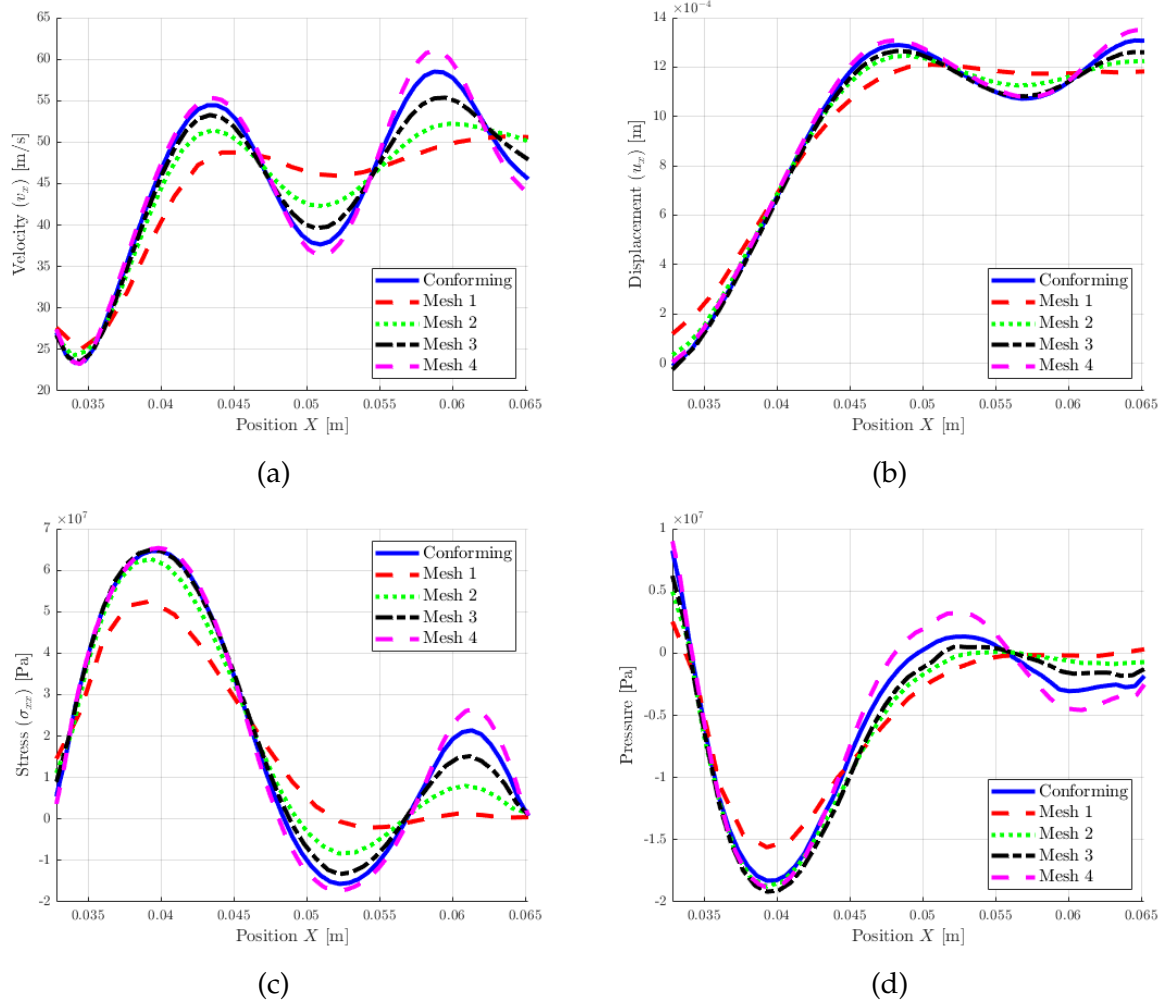 65
60
55
50
45
40
35
30
25
20
0.035 0.04 0.045 0.05 0.055 0.06 0.065
Velocity (vₓ) [m/s]
Position X [m]
Conforming
Mesh 1
Mesh 2
Mesh 3
Mesh 4
(a)
×10⁻⁴
14
12
10
8
6
4
2
0
0.035 0.04 0.045 0.05 0.055 0.06 0.065
Displacement (uₓ) [m]
Position X [m]
Conforming
Mesh 1
Mesh 2
Mesh 3
Mesh 4
(b)
×10⁷
7
6
5
4
3
2
1
0
-1
-2
0.035 0.04 0.045 0.05 0.055 0.06 0.065
Stress (σₓₓ) [Pa]
Position X [m]
Conforming
Mesh 1
Mesh 2
Mesh 3
Mesh 4
(c)
×10⁷
1
0.5
0
-0.5
-1
-1.5
-2
0.035 0.04 0.045 0.05 0.055 0.06 0.065
Pressure [Pa]
Position X [m]
Conforming
Mesh 1
Mesh 2
Mesh 3
Mesh 4
(d)